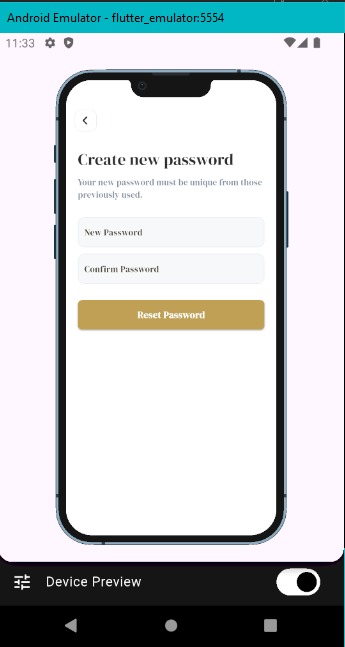 Android Emulator - flutter_emulator:5554
11:33
Create new password
Your new password must be unique from those
previously used.
New Password
Confirm Password
Reset Password
Device Preview